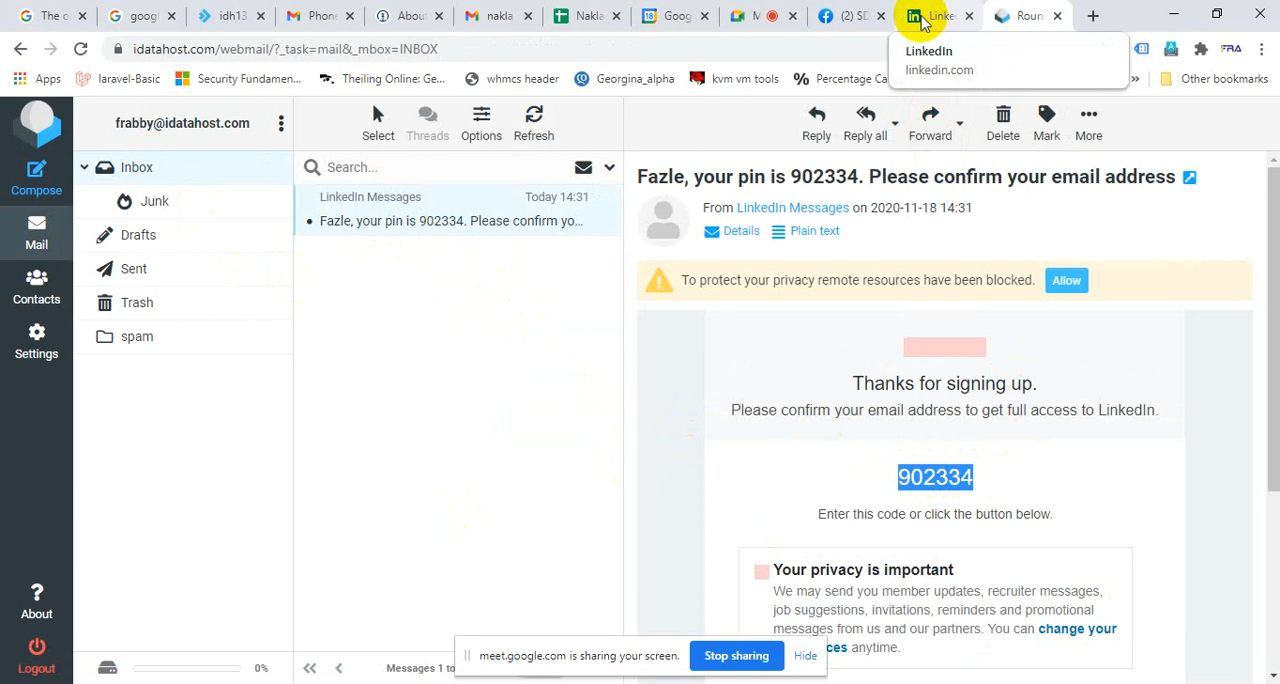 The o
goog
idh13
Phon
Abou
nakla
Nakla
Goog
M
(2) SD
Linke
Roun
idatahost.com/webmail/?_task=mail&_mbox=INBOX
LinkedIn
linkedin.com
Apps
laravel-Basic
Security Fundamen...
Theiling Online: Ge...
whmcs header
Georgina_alpha
kvm vm tools
Percentage Ca
»
Other bookmarks
frabby@idatahost.com
Select
Threads
Options
Refresh
Reply
Reply all
Forward
Delete
Mark
More
Compose
Mail
Contacts
Settings
About
Logout
Inbox
Junk
Drafts
Sent
Trash
spam
0%
Search...
LinkedIn Messages Today 14:31
• Fazle, your pin is 902334. Please confirm yo...
Messages 1 to
Fazle, your pin is 902334. Please confirm your email address
From LinkedIn Messages on 2020-11-18 14:31
Details Plain text
To protect your privacy remote resources have been blocked. Allow
Thanks for signing up.
Please confirm your email address to get full access to LinkedIn.
902334
Enter this code or click the button below.
Your privacy is important
We may send you member updates, recruiter messages,
job suggestions, invitations, reminders and promotional
messages from us and our partners. You can change your
ces anytime.
meet.google.com is sharing your screen. Stop sharing Hide